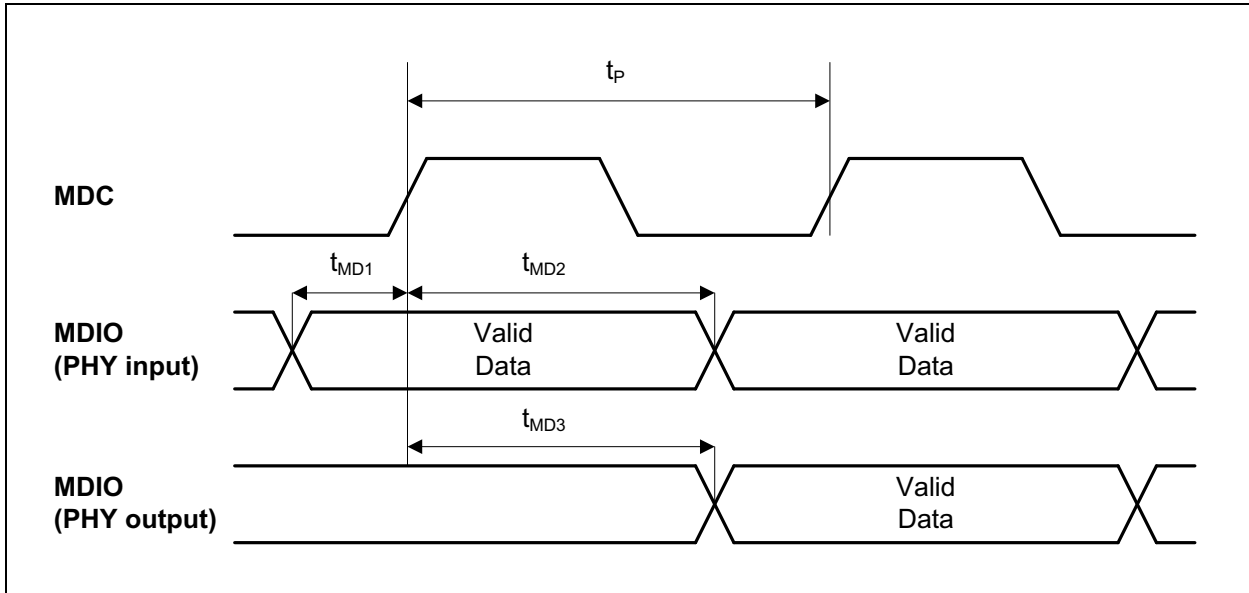 tP
MDC
tMD1
tMD2
MDIO
(PHY input)
Valid
Data
Valid
Data
tMD3
MDIO
(PHY output)
Valid
Data